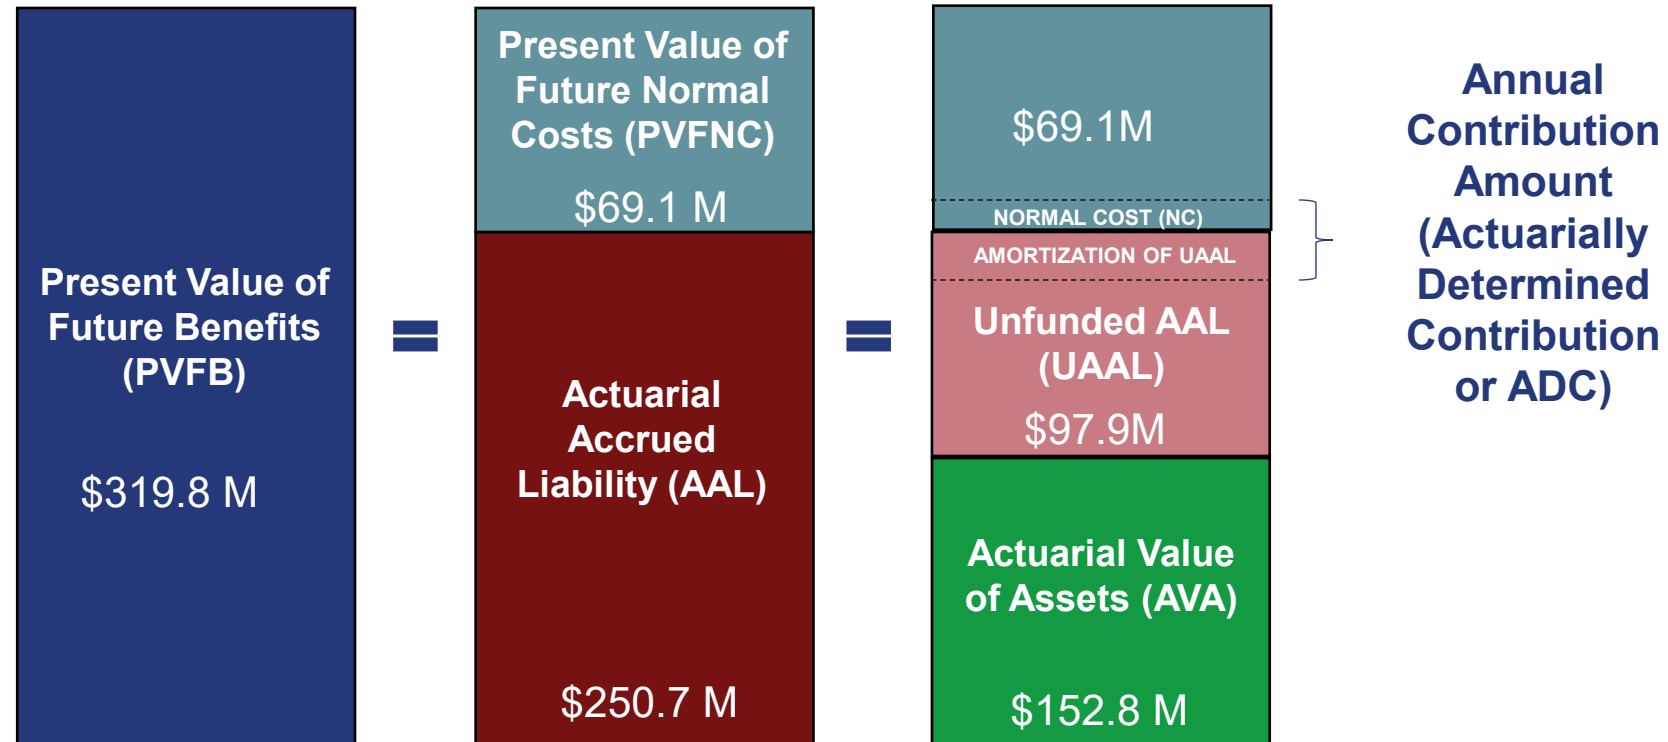 Present Value of
Future Benefits
(PVFB)
$319.8 M
Present Value of
Future Normal
Costs (PVFNC)
$69.1 M
Actuarial
Accrued
Liability (AAL)
$250.7 M
$69.1M
NORMAL COST (NC)
AMORTIZATION OF UAAL
Unfunded AAL
(UAAL)
$97.9M
Actuarial Value
of Assets (AVA)
$152.8 M
Annual
Contribution
Amount
(Actuarially
Determined
Contribution
or ADC)